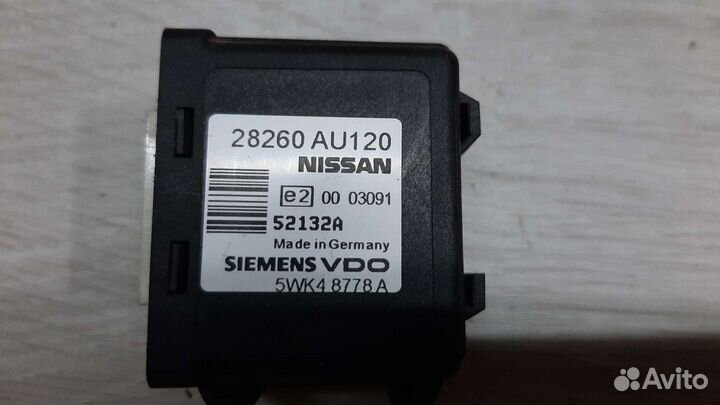 28260 AU120
NISSAN
e2 00 03091
52132A
Made in Germany
SIEMENS VDO
5WK4 8778 A
Avito